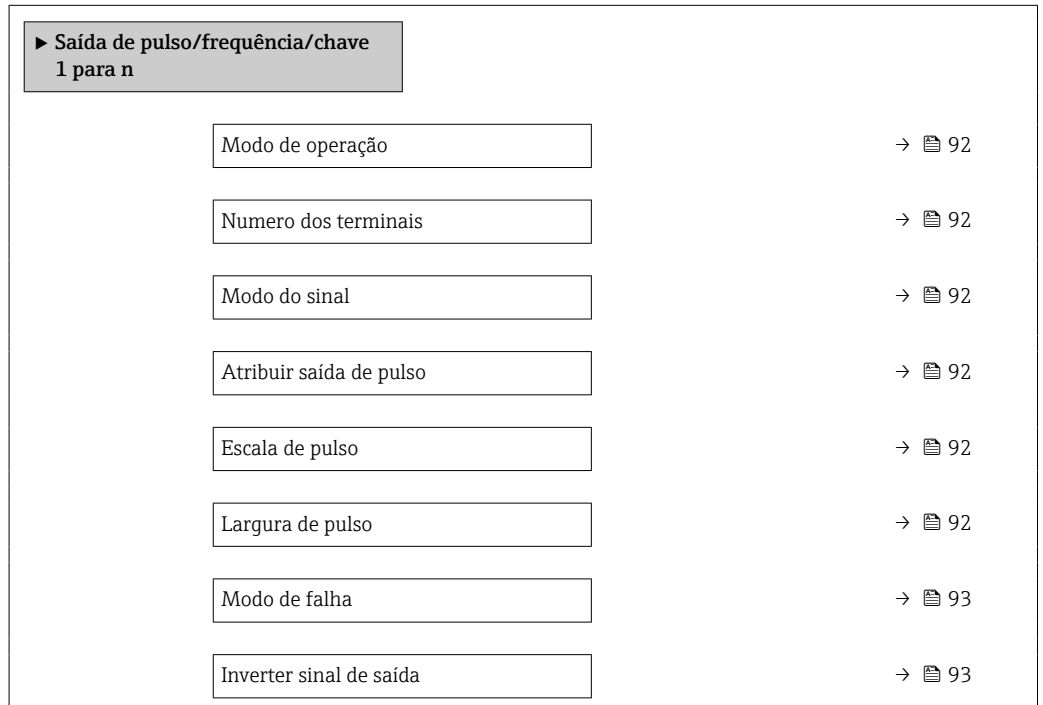 ▶ Saída de pulso/frequência/chave
1 para n
Modo de operação → 92
Numero dos terminais → 92
Modo do sinal → 92
Atribuir saída de pulso → 92
Escala de pulso → 92
Largura de pulso → 92
Modo de falha → 93
Inverter sinal de saída → 93